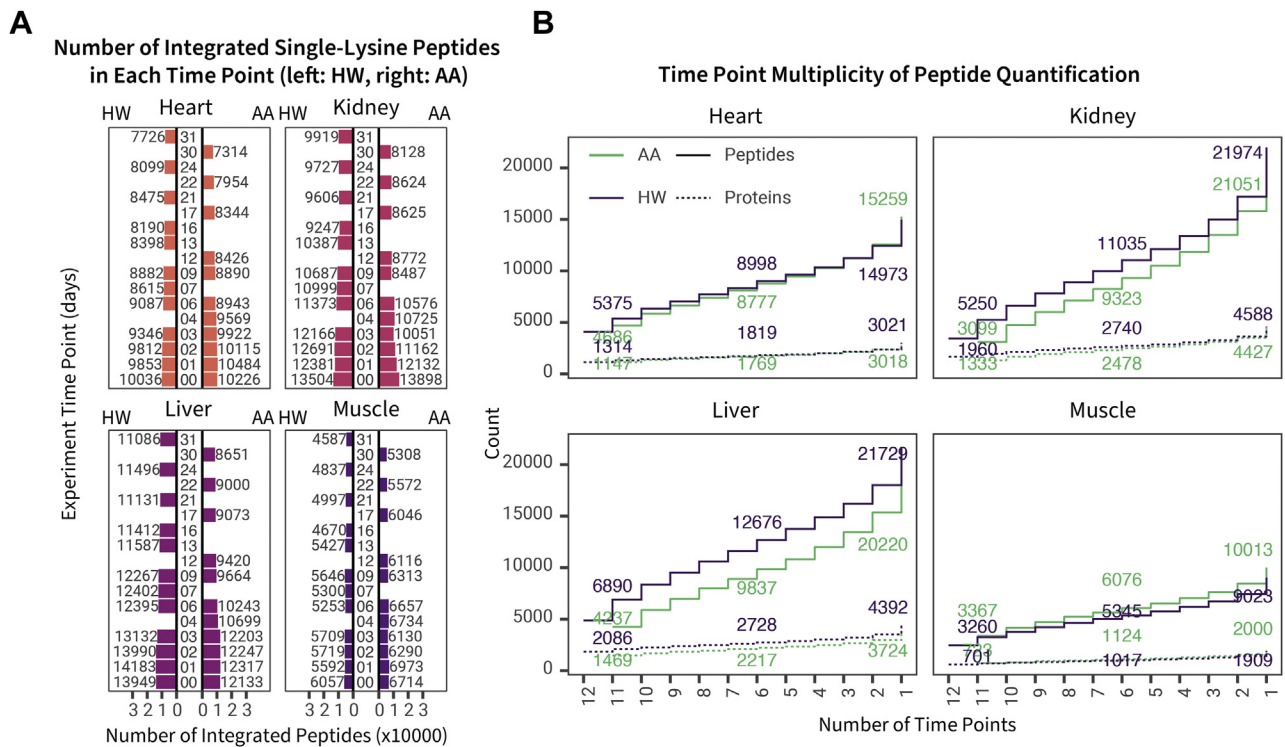 A
B
Number of Integrated Single-Lysine Peptides
in Each Time Point (left: HW, right: AA)
HW Heart AA HW Kidney AA
7726 31 9919 31
30 7314 30 8128
8099 24 9727 24
22 7954 22 8624
8475 21 9606 21
17 8344 17 8625
8190 16 9247 16
8398 13 10387 13
12 8426 12 8772
8882 09 8890 10687 09 8487
8615 07 10999 07
9087 06 8943 11373 06 10576
04 9569 04 10725
9346 03 9922 12166 03 10051
9812 02 10115 12691 02 11162
9853 01 10484 12381 01 12132
10036 00 10226 13504 00 13898
HW Liver AA HW Muscle AA
11086 31 4587 31
30 8651 30 5308
11496 24 4837 24
22 9000 22 5572
11131 21 4997 21
17 9073 17 6046
11412 16 4670 16
11587 13 5427 13
12 9420 12 6116
12267 09 9664 5646 09 6313
12402 07 5300 07
12395 06 10243 5253 06 6657
04 10699 04 6734
13132 03 12203 5709 03 6130
13990 02 12247 5719 02 6290
14183 01 12317 5592 01 6973
13949 00 12133 6057 00 6714
3 2 1 0 0 1 2 3 3 2 1 0 0 1 2 3
Number of Integrated Peptides (x10000)
Experiment Time Point (days)
Time Point Multiplicity of Peptide Quantification
Heart
AA Peptides
HW Proteins
20000
15000
10000
5000
0
15259
8998
14973
5375
8777
4686
1314
1819
3021
1147
1769
3018
Kidney
21974
21051
11035
5250
9323
3099
4588
1960
2740
1333
2478
4427
Liver
20000
15000
10000
5000
0
21729
12676
20220
6890
9837
4237
4392
2086
2728
1469
2217
3724
Muscle
10013
6076
9023
3367
5345
3260
1124
2000
701
1017
1909
12 11 10 9 8 7 6 5 4 3 2 1
12 11 10 9 8 7 6 5 4 3 2 1
Number of Time Points
Count